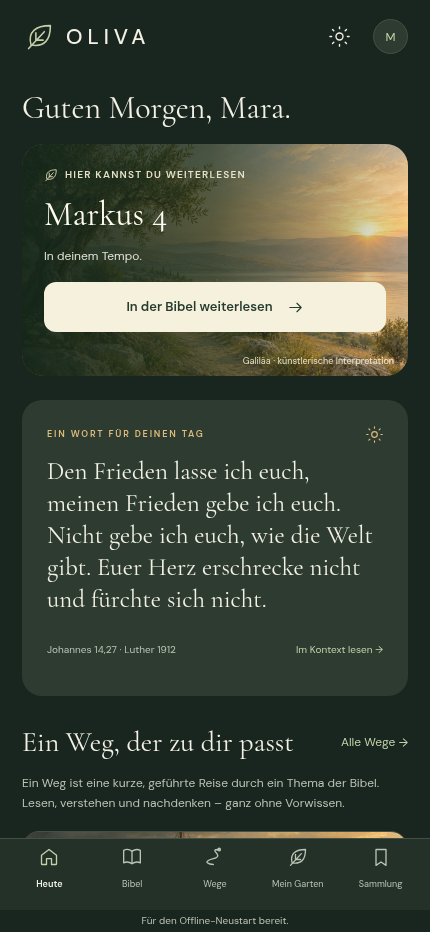 OLIVA
M
Guten Morgen, Mara.
HIER KANNST DU WEITERLESEN
Markus 4
In deinem Tempo.
In der Bibel weiterlesen →
Galiläa · künstlerische Interpretation
EIN WORT FÜR DEINEN TAG
Den Frieden lasse ich euch,
meinen Frieden gebe ich euch.
Nicht gebe ich euch, wie die Welt
gibt. Euer Herz erschrecke nicht
und fürchte sich nicht.
Johannes 14,27 · Luther 1912
Im Kontext lesen →
Ein Weg, der zu dir passt
Alle Wege →
Ein Weg ist eine kurze, geführte Reise durch ein Thema der Bibel.
Lesen, verstehen und nachdenken – ganz ohne Vorwissen.
Heute Bibel Wege Mein Garten Sammlung
Für den Offline-Neustart bereit.